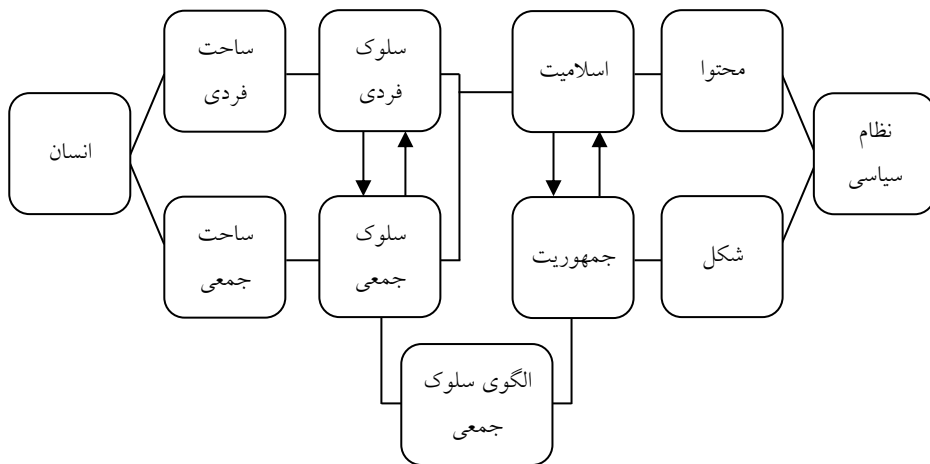 نظام
سیاسی
محتوا
شکل
اسلامیت
جمهوریت
سلوک
فردی
سلوک
جمعی
ساحت
فردی
ساحت
جمعی
انسان
الگوی سلوک
جمعی